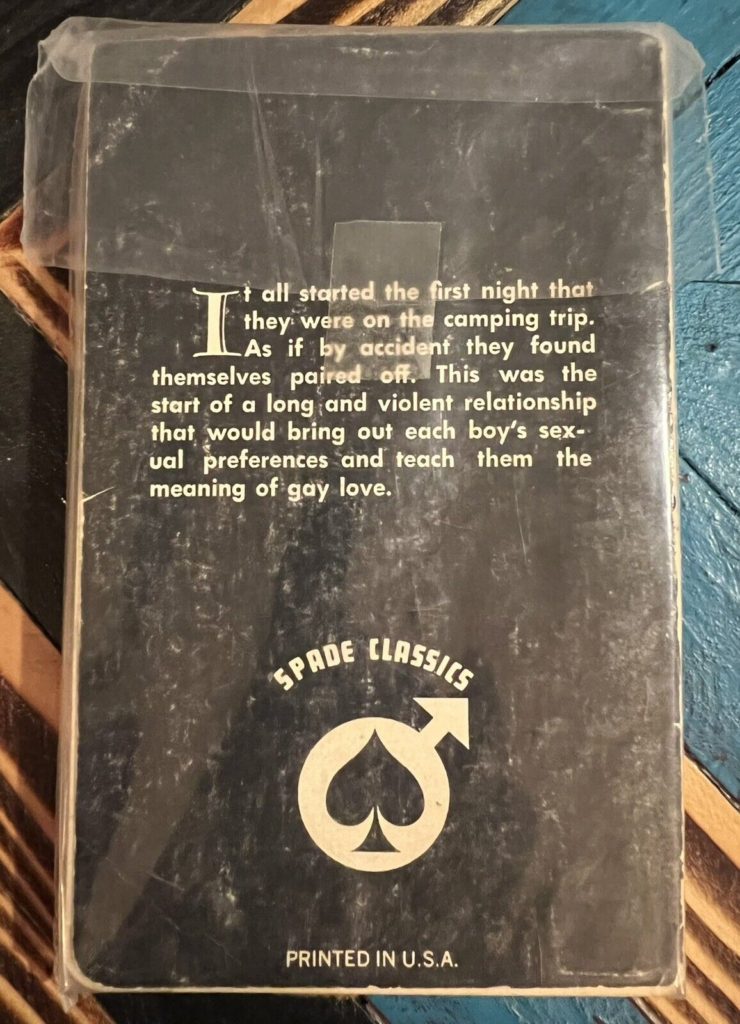 It all started the first night that
they were on the camping trip.
As if by accident they found
themselves paired off. This was the
start of a long and violent relationship
that would bring out each boy's sex-
ual preferences and teach them the
meaning of gay love.
SPADE CLASSICS
PRINTED IN U.S.A.